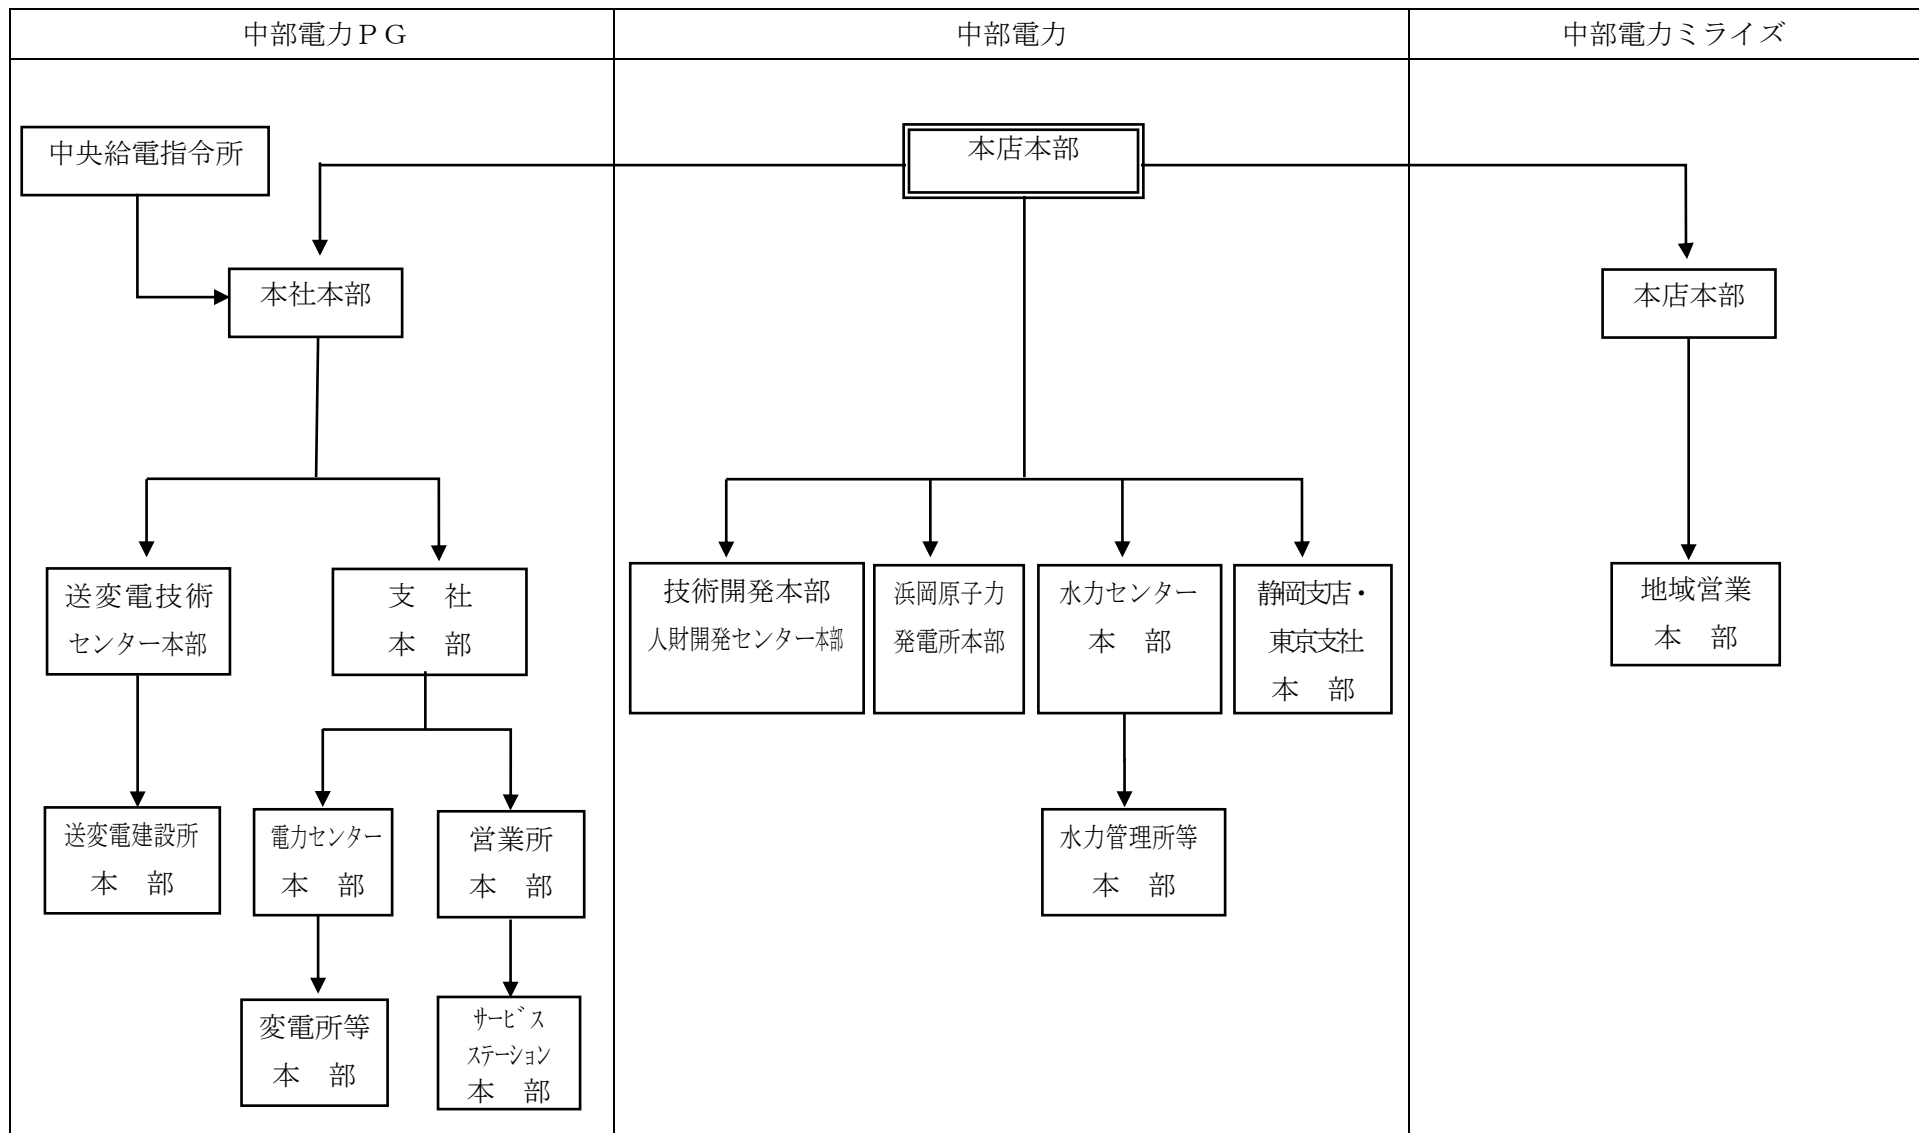 中部電力ＰＧ
中部電力
中部電力ミライズ
中央給電指令所
本店本部
本社本部
本店本部
送変電技術
センター本部
支　社
本　部
技術開発本部
人財開発センター本部
浜岡原子力
発電所本部
水力センター
本　部
静岡支店・
東京支社
本　部
地域営業
本　部
送変電建設所
本　部
電力センター
本　部
営業所
本　部
水力管理所等
本　部
変電所等
本　部
サービス
ステーション
本　部